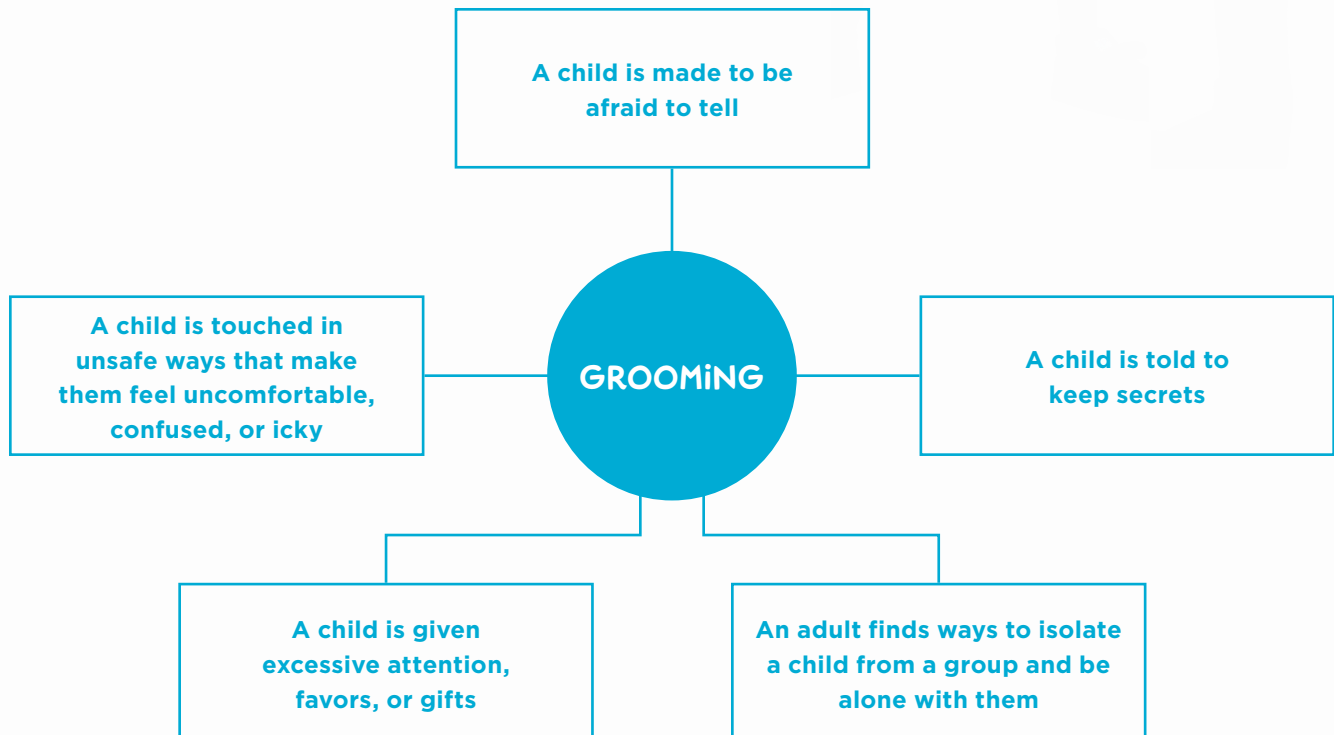 A child is made to be
afraid to tell
A child is touched in
unsafe ways that make
them feel uncomfortable,
confused, or icky
GROOMiNG
A child is told to
keep secrets
A child is given
excessive attention,
favors, or gifts
An adult finds ways to isolate
a child from a group and be
alone with them